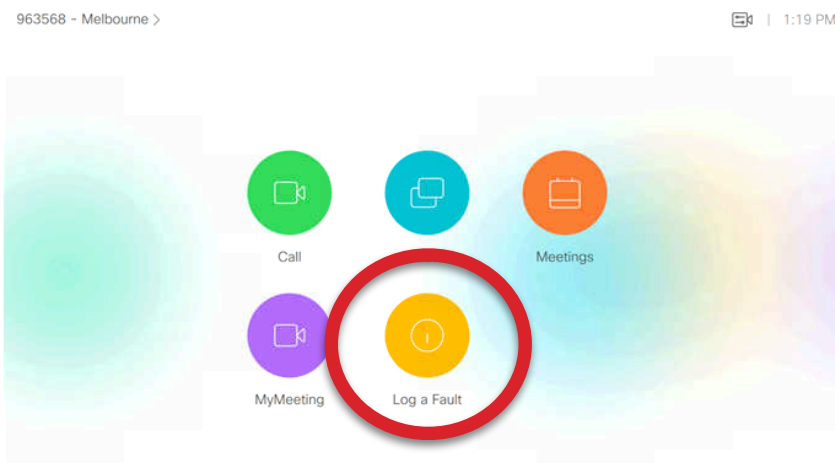 963568 - Melbourne >
1:19 PM
Call
Meetings
MyMeeting
Log a Fault